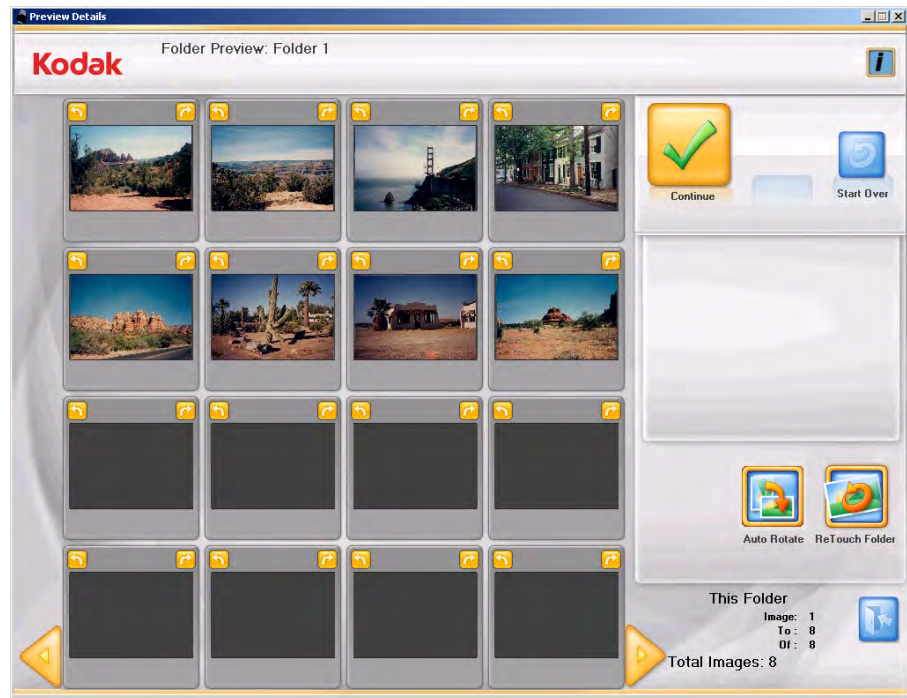 Preview Details
Kodak
Folder Preview: Folder 1
i
Continue
Start Over
Auto Rotate
ReTouch Folder
This Folder
Image: 1
To: 8
Of: 8
Total Images: 8